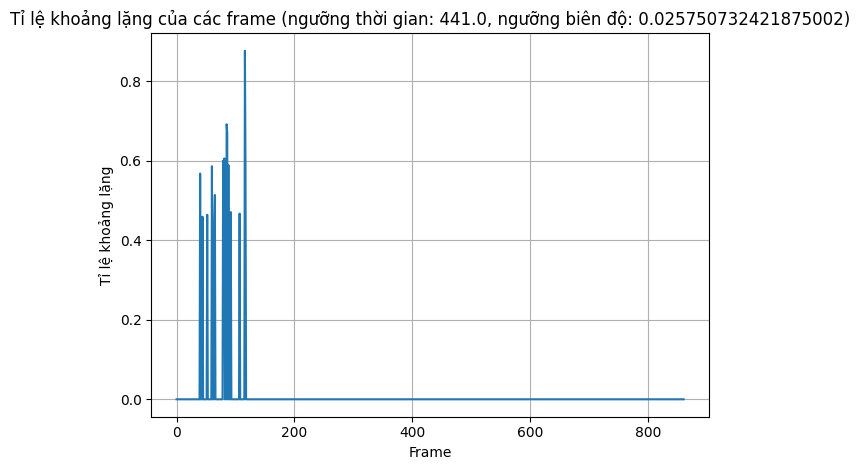 Tỉ lệ khoảng lặng của các frame (ngưỡng thời gian: 441.0, ngưỡng biên độ: 0.025750732421875002)
0.8
0.6
0.4
0.2
0.0
Tỉ lệ khoảng lặng
0 200 400 600 800
Frame